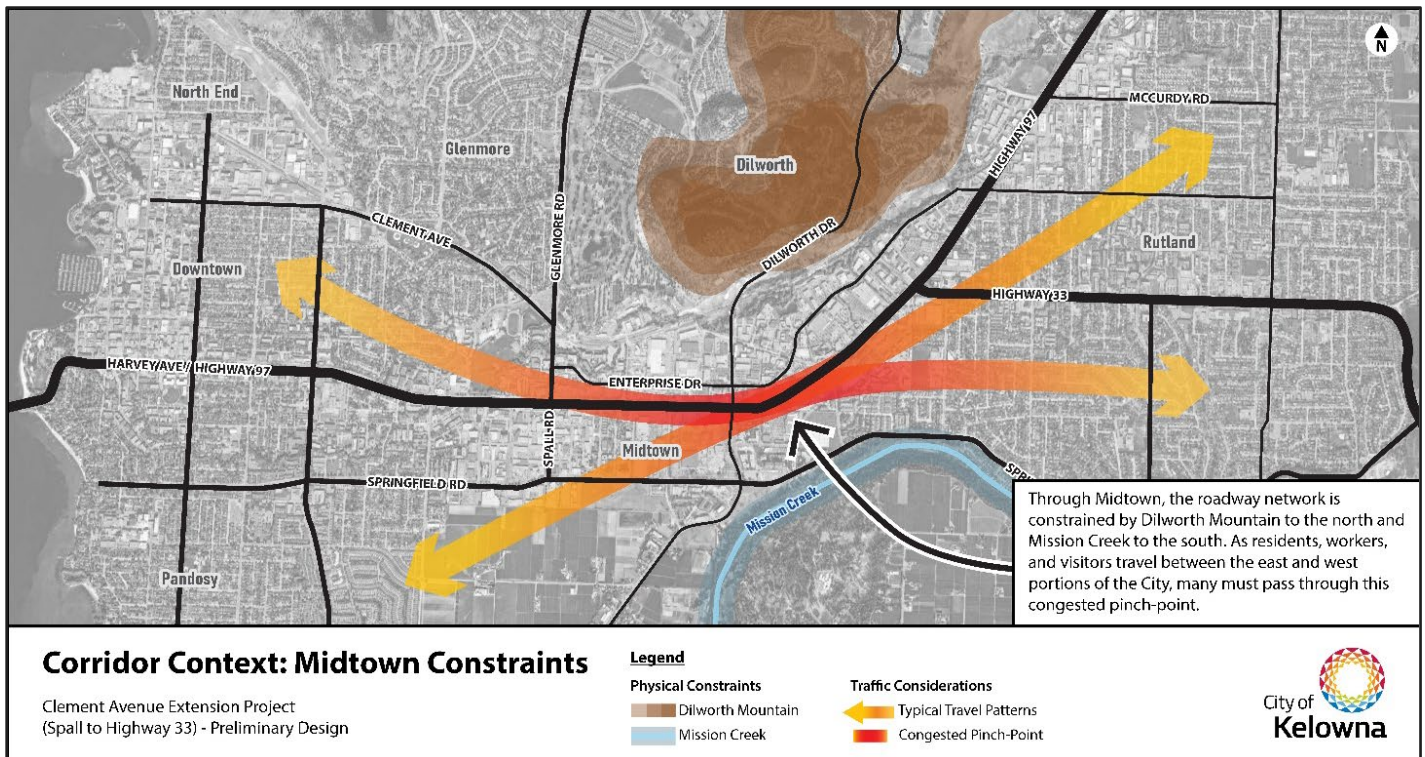 N
North End
MCCURDY RD
Glenmore
HIGHWAY 97
Dilworth
CLEMENT AVE
GLENMORE RD
DILWORTH DR
Rutland
Downtown
HIGHWAY 33
HARVEY AVE / HIGHWAY 97
ENTERPRISE DR
SPALL RD
Midtown
SPRINGFIELD RD
Mission Creek
Pandosy
Through Midtown, the roadway network is
constrained by Dilworth Mountain to the north and
Mission Creek to the south. As residents, workers,
and visitors travel between the east and west
portions of the City, many must pass through this
congested pinch-point.
Corridor Context: Midtown Constraints
Clement Avenue Extension Project
(Spall to Highway 33) - Preliminary Design
Legend
Physical Constraints
Dilworth Mountain
Mission Creek
Traffic Considerations
Typical Travel Patterns
Congested Pinch-Point
City of
Kelowna